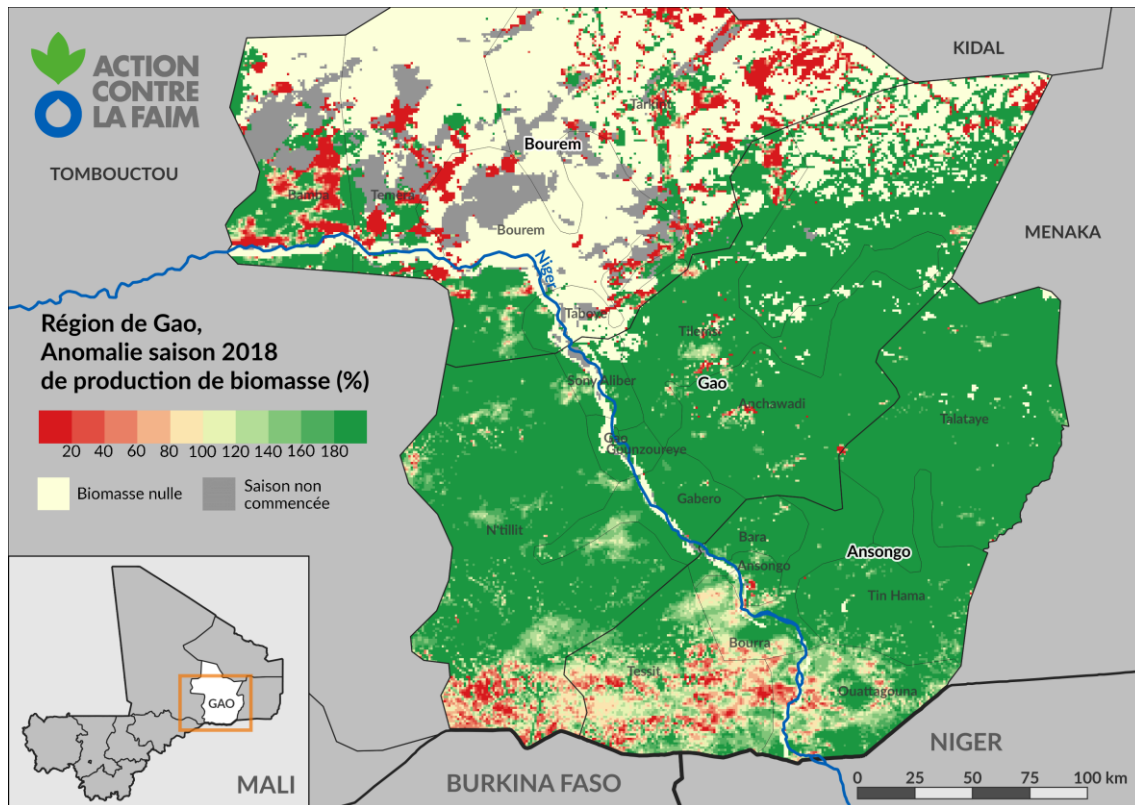 ACTION
CONTRE
LA FAIM
KIDAL
TOMBOUCTOU
Tarkint
Bourem
Bamba
Temera
Bourem
MENAKA
Niger
Taboye
Région de Gao,
Anomalie saison 2018
de production de biomasse (%)
20 40 60 80 100 120 140 160 180
Biomasse nulle
Saison non
commencée
Tilemsi
Sony Aliber
Gao
Anchawadi
Talataye
Gao
Gounzoureye
Gabero
N'tillit
Bara
Ansongo
Ansongo
Tin Hama
Bourra
Tessit
Ouattagouna
GAO
MALI
BURKINA FASO
NIGER
0 25 50 75 100 km